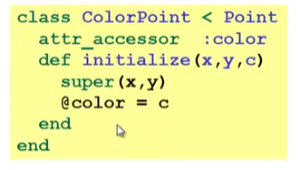 class ColorPoint < Point
  attr_accessor  :color
  def initialize(x,y,c)
    super(x,y)
    @color = c
  end
end